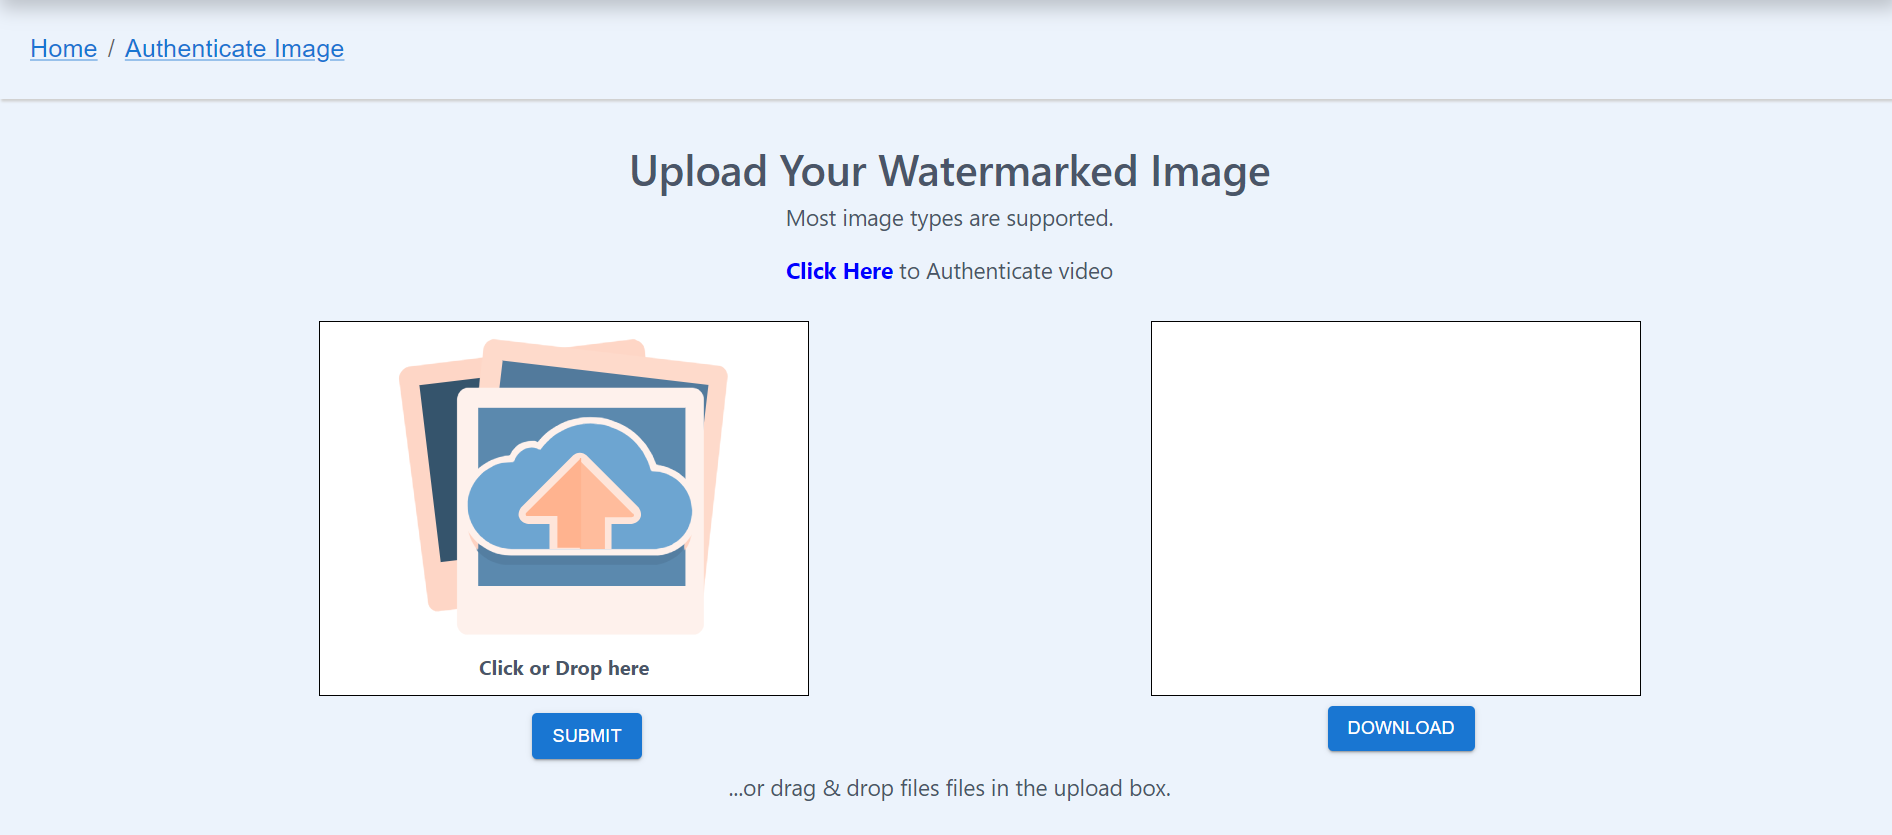 Home / Authenticate Image
Upload Your Watermarked Image
Most image types are supported.
Click Here to Authenticate video
Click or Drop here
SUBMIT
DOWNLOAD
...or drag & drop files files in the upload box.